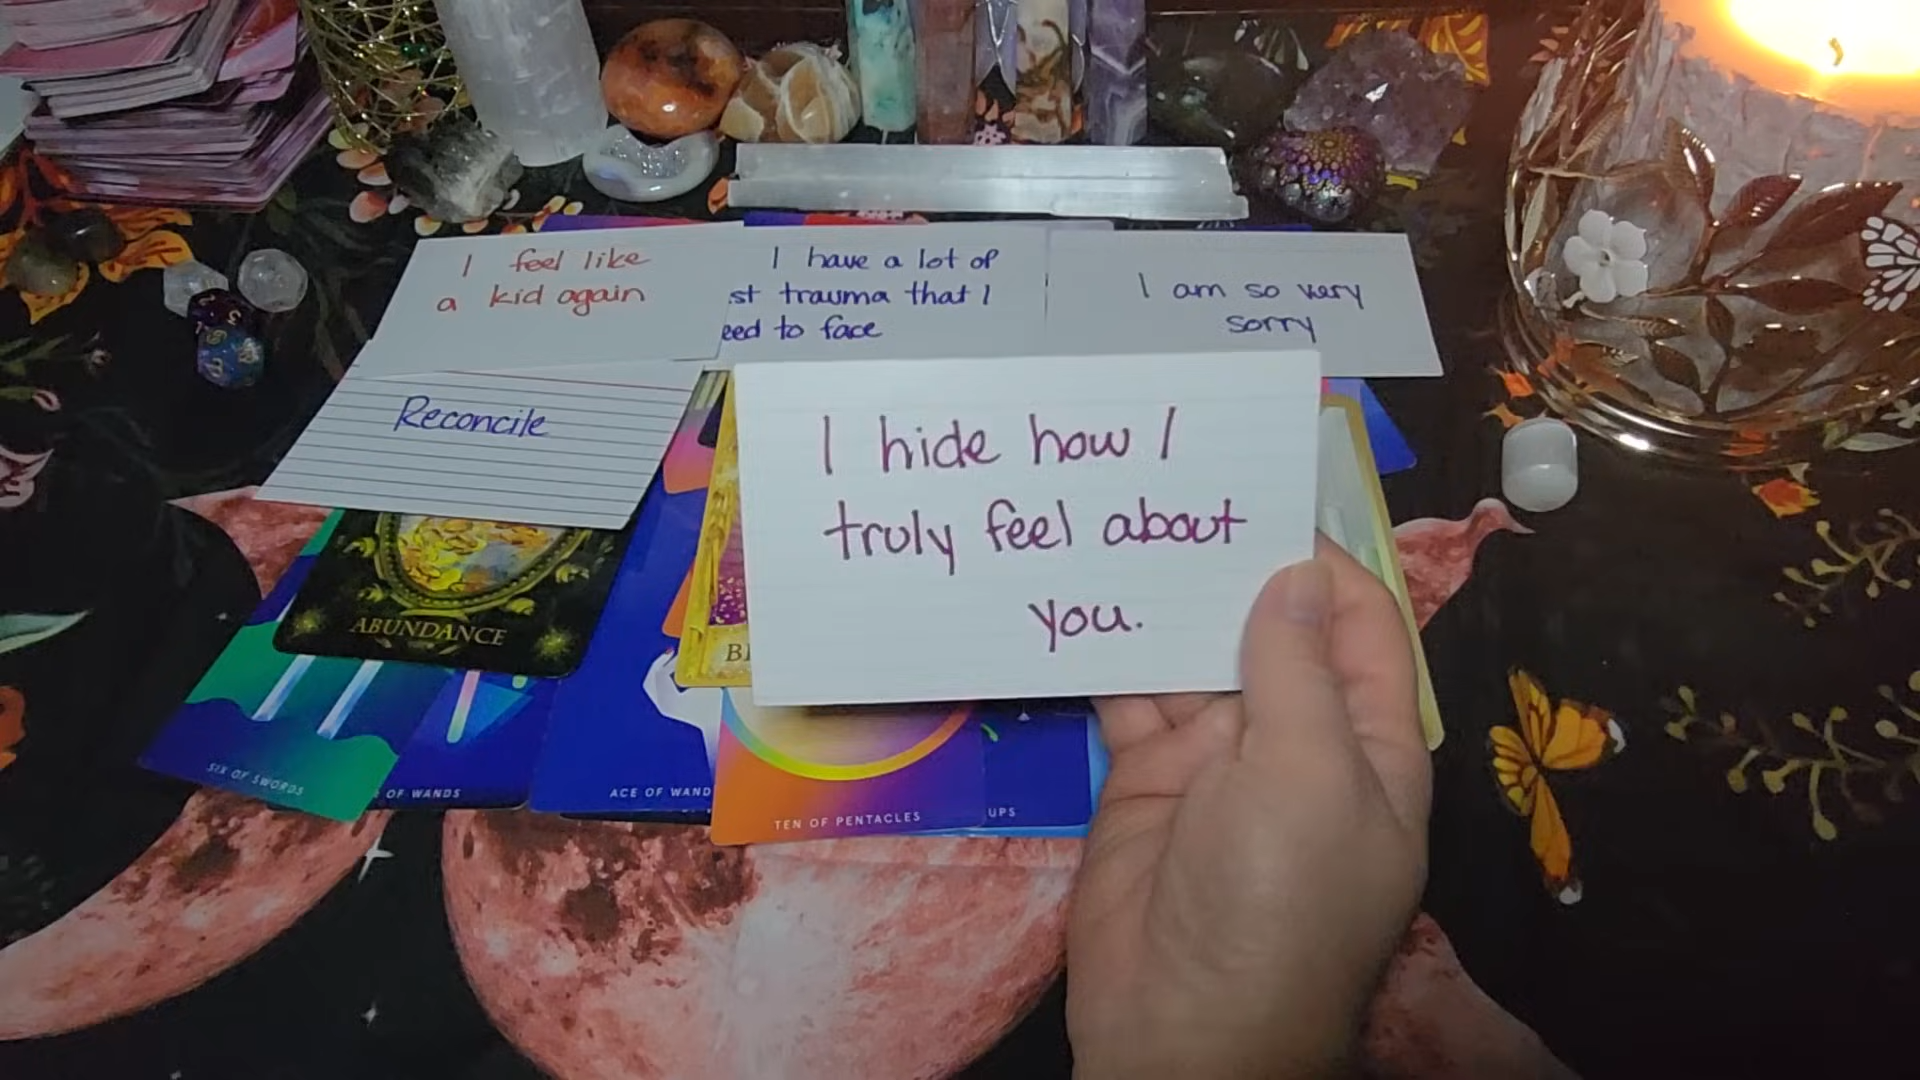 I feel like
a kid again
I have a lot of
st trauma that I
eed to face
I am so very
sorry
Reconcile
I hide how I
truly feel about
you.
ABUNDANCE
SIX OF SWORDS
OF WANDS
ACE OF WAND
TEN OF PENTACLES
UPS